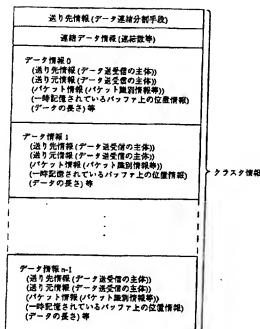 送り先情報(データ連結分割手段)
連結データ情報(連結数等)
データ情報0
(送り先情報(データ送受信の主体))
(送り元情報(データ送受信の主体))
(パケット情報(パケット識別情報等))
(一時記憶されているバッファ上の位置情報)
(データの長さ)等
データ情報1
(送り先情報(データ送受信の主体))
(送り元情報(データ送受信の主体))
(パケット情報(パケット識別情報等))
(一時記憶されているバッファ上の位置情報)
(データの長さ)等
クラスタ情報
データ情報n-1
(送り先情報(データ送受信の主体))
(送り元情報(データ送受信の主体))
(パケット情報(パケット識別情報等))
(一時記憶されているバッファ上の位置情報)
(データの長さ)等